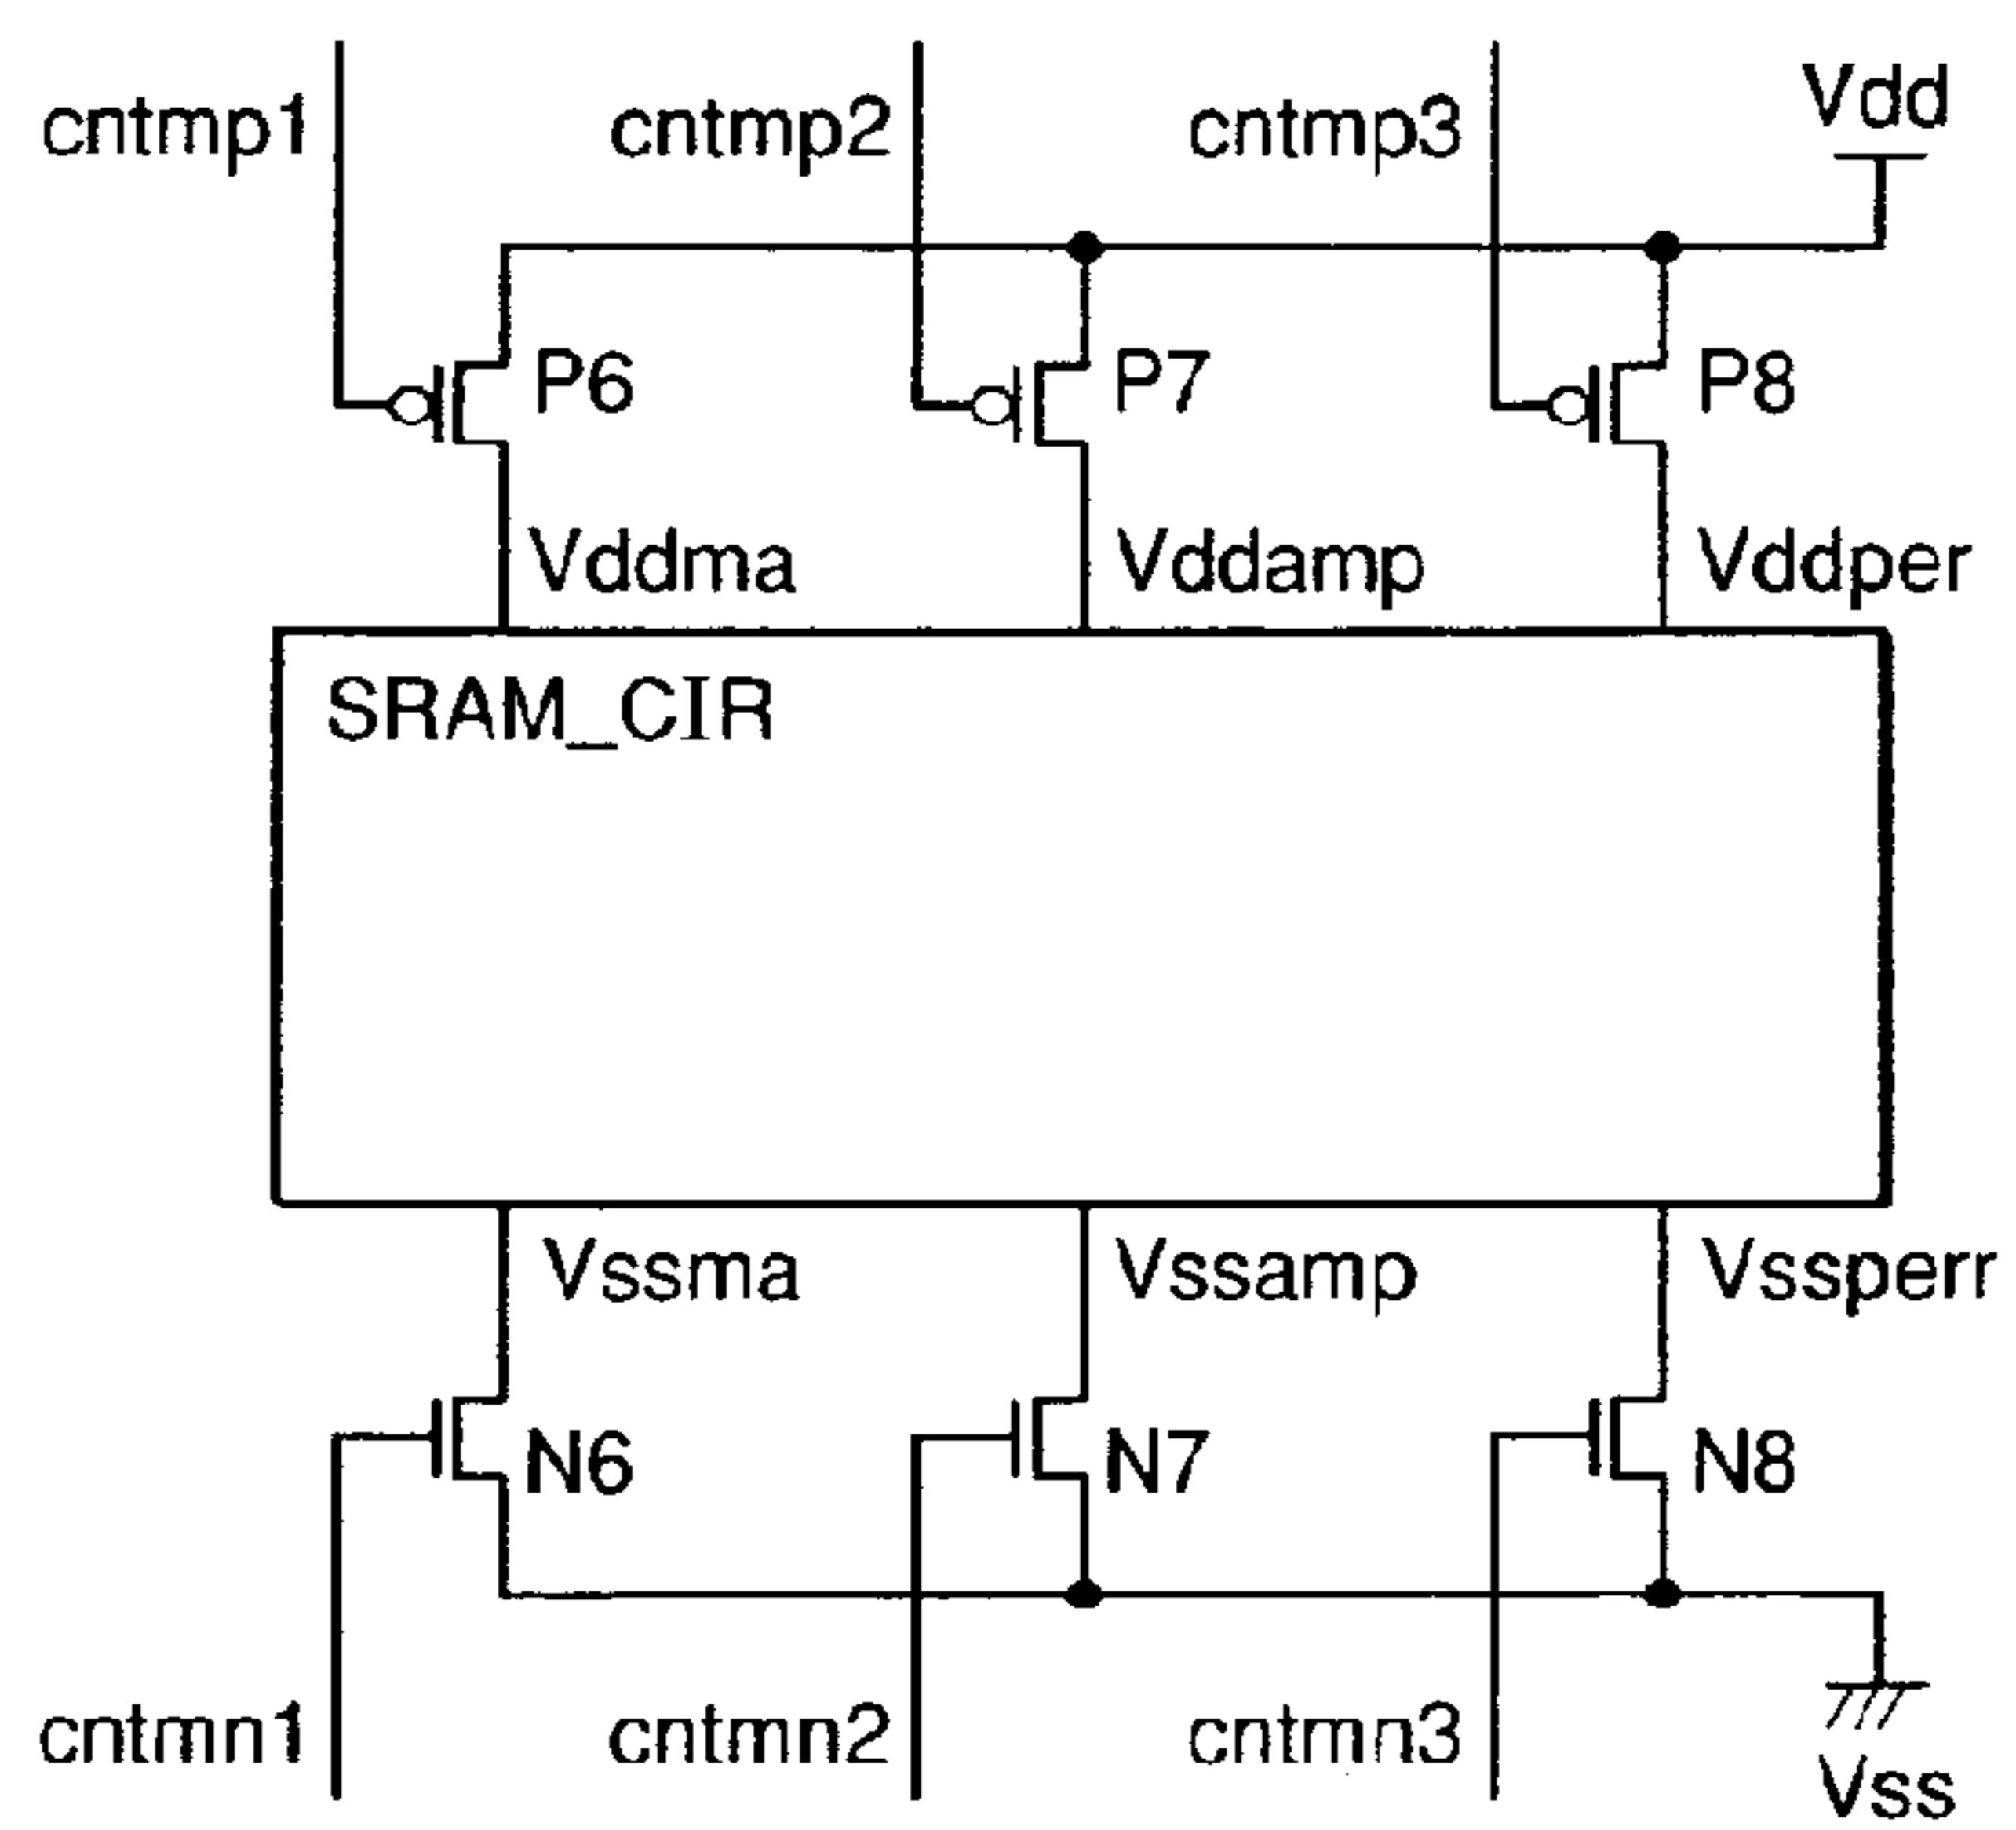 cntmp1
cntmp2
cntmp3
Vdd
P6
P7
P8
Vddma
Vddamp
Vddper
SRAM_CIR
Vssma
Vssamp
Vssperr
N6
N7
N8
cntmn1
cntmn2
cntmn3
Vss